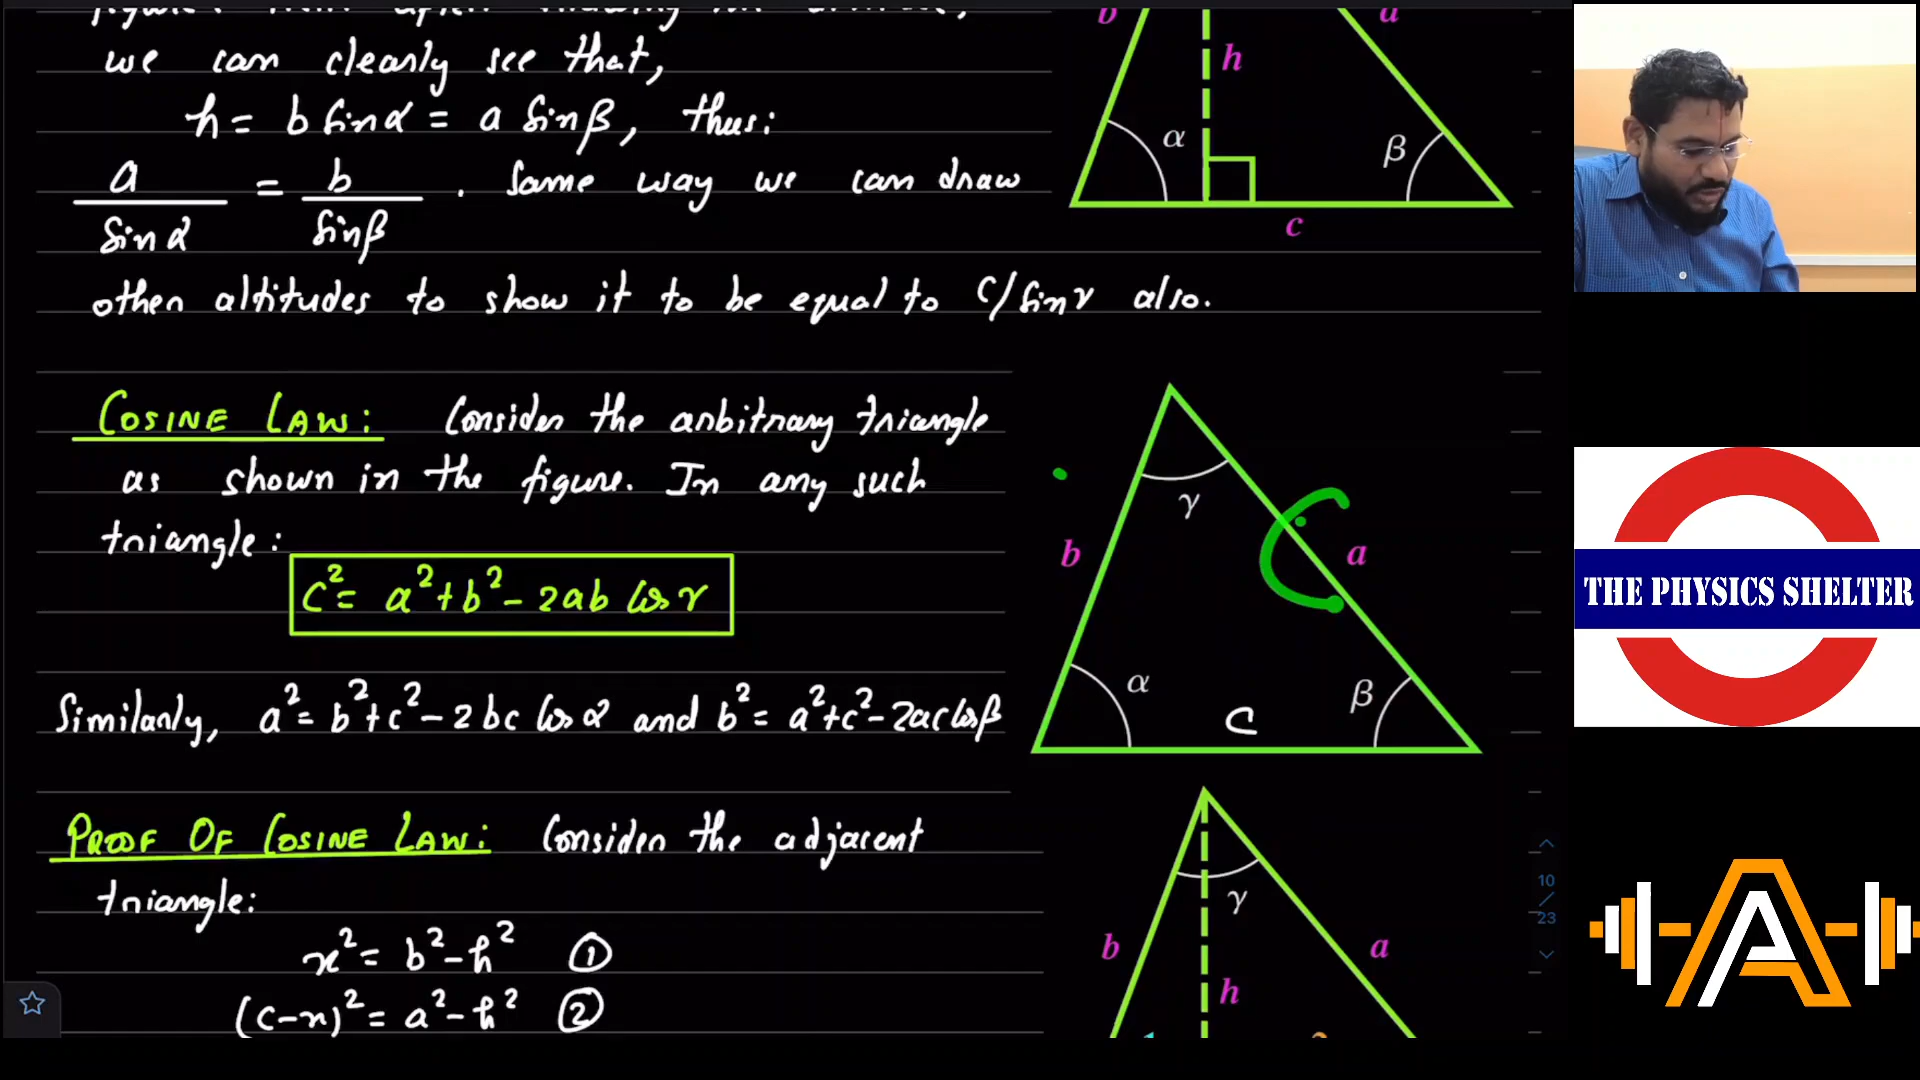 we can clearly see that,
h = b sinα = a sinβ, thus:
a/sinα = b/sinβ . Same way we can draw
other altitudes to show it to be equal to c/sinγ also.
b
a
h
α
β
c
COSINE LAW: Consider the arbitrary triangle
as shown in the figure. In any such
triangle:
c² = a² + b² - 2ab cos γ
Similarly, a² = b² + c² - 2bc cos α and b² = a² + c² - 2ac cos β
γ
b
a
α
β
C
PROOF OF COSINE LAW: Consider the adjacent
triangle:
x² = b² - h² ①
(c-x)² = a² - h² ②
γ
b
a
h
10
/
23
THE PHYSICS SHELTER